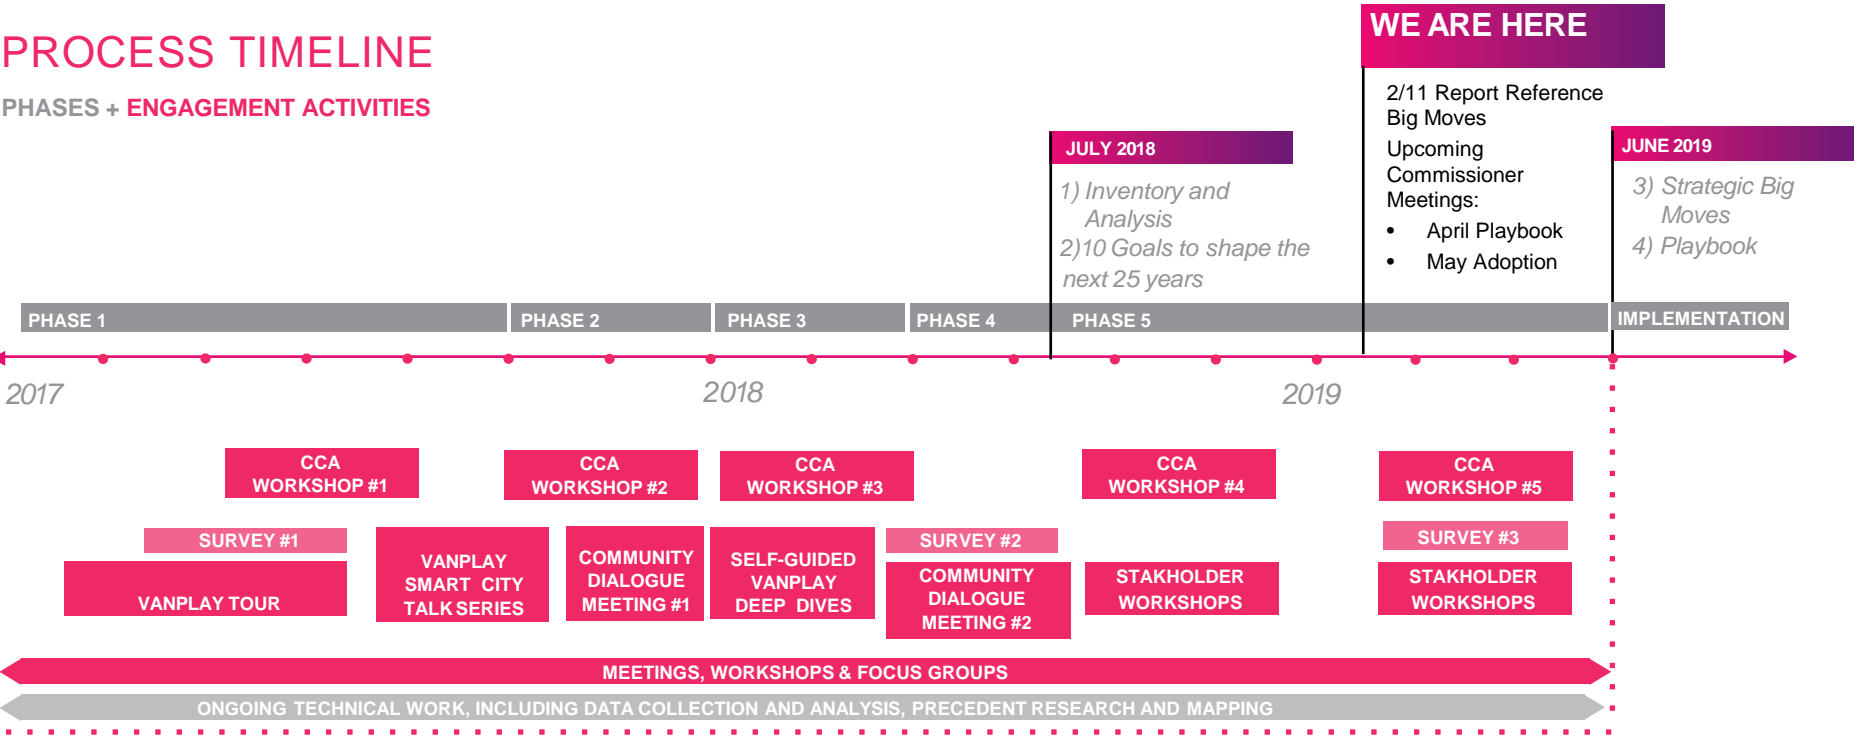 PROCESS TIMELINE
PHASES + ENGAGEMENT ACTIVITIES
WE ARE HERE
2/11 Report Reference
Big Moves
Upcoming
Commissioner
Meetings:
• April Playbook
• May Adoption
JULY 2018
1) Inventory and
Analysis
2)10 Goals to shape the
next 25 years
JUNE 2019
3) Strategic Big
Moves
4) Playbook
PHASE 1
PHASE 2
PHASE 3
PHASE 4
PHASE 5
IMPLEMENTATION
2017
2018
2019
CCA
WORKSHOP #1
CCA
WORKSHOP #2
CCA
WORKSHOP #3
CCA
WORKSHOP #4
CCA
WORKSHOP #5
SURVEY #1
VANPLAY TOUR
VANPLAY
SMART CITY
TALK SERIES
COMMUNITY
DIALOGUE
MEETING #1
SELF-GUIDED
VANPLAY
DEEP DIVES
SURVEY #2
COMMUNITY
DIALOGUE
MEETING #2
STAKHOLDER
WORKSHOPS
SURVEY #3
STAKHOLDER
WORKSHOPS
MEETINGS, WORKSHOPS & FOCUS GROUPS
ONGOING TECHNICAL WORK, INCLUDING DATA COLLECTION AND ANALYSIS, PRECEDENT RESEARCH AND MAPPING